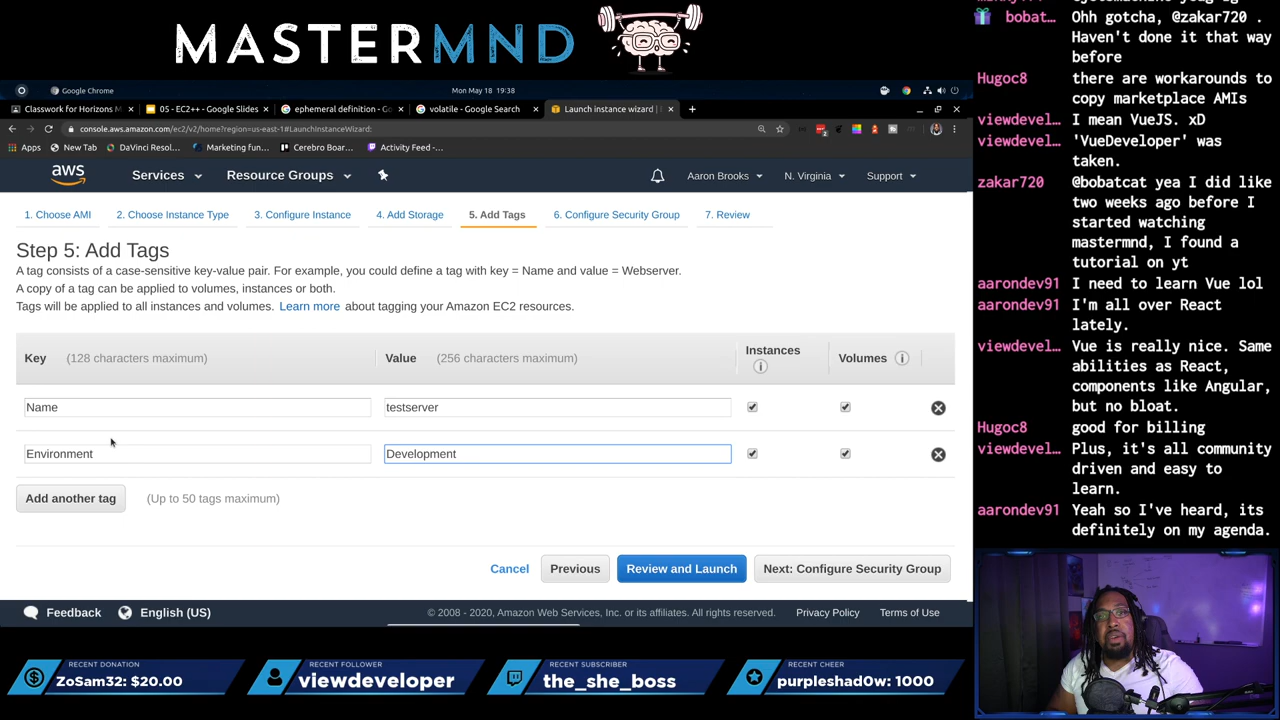 MASTERMND
Google Chrome
Mon May 18 19:38
Classwork for Horizons M
05 - EC2++ - Google Slides
ephemeral definition - Go
volatile - Google Search
Launch instance wizard |
console.aws.amazon.com/ec2/v2/home?region=us-east-1#LaunchInstanceWizard:
Apps
New Tab
DaVinci Resol...
Marketing fun...
Cerebro Boar...
Activity Feed -...
aws
Services
Resource Groups
Aaron Brooks
N. Virginia
Support
1. Choose AMI
2. Choose Instance Type
3. Configure Instance
4. Add Storage
5. Add Tags
6. Configure Security Group
7. Review
Step 5: Add Tags
A tag consists of a case-sensitive key-value pair. For example, you could define a tag with key = Name and value = Webserver.
A copy of a tag can be applied to volumes, instances or both.
Tags will be applied to all instances and volumes. Learn more about tagging your Amazon EC2 resources.
Key (128 characters maximum)
Value (256 characters maximum)
Instances
Volumes
Name
testserver
Environment
Development
Add another tag
(Up to 50 tags maximum)
Cancel
Previous
Review and Launch
Next: Configure Security Group
Feedback
English (US)
© 2008 - 2020, Amazon Web Services, Inc. or its affiliates. All rights reserved.
Privacy Policy
Terms of Use
bobat... Ohh gotcha, @zakar720 .
Haven't done it that way
before
Hugoc8 there are workarounds to
copy marketplace AMIs
viewdevel... I mean VueJS. xD
viewdevel... 'VueDeveloper' was
taken.
zakar720 @bobatcat yea I did like
two weeks ago before I
started watching
mastermnd, I found a
tutorial on yt
aarondev91 I need to learn Vue lol
aarondev91 I'm all over React
lately.
viewdevel... Vue is really nice. Same
abilities as React,
components like Angular,
but no bloat.
Hugoc8 good for billing
viewdevel... Plus, it's all community
driven and easy to
learn.
aarondev91 Yeah so I've heard, its
definitely on my agenda.
RECENT DONATION
ZoSam32: $20.00
RECENT FOLLOWER
viewdeveloper
RECENT SUBSCRIBER
the_she_boss
RECENT CHEER
purpleshad0w: 1000